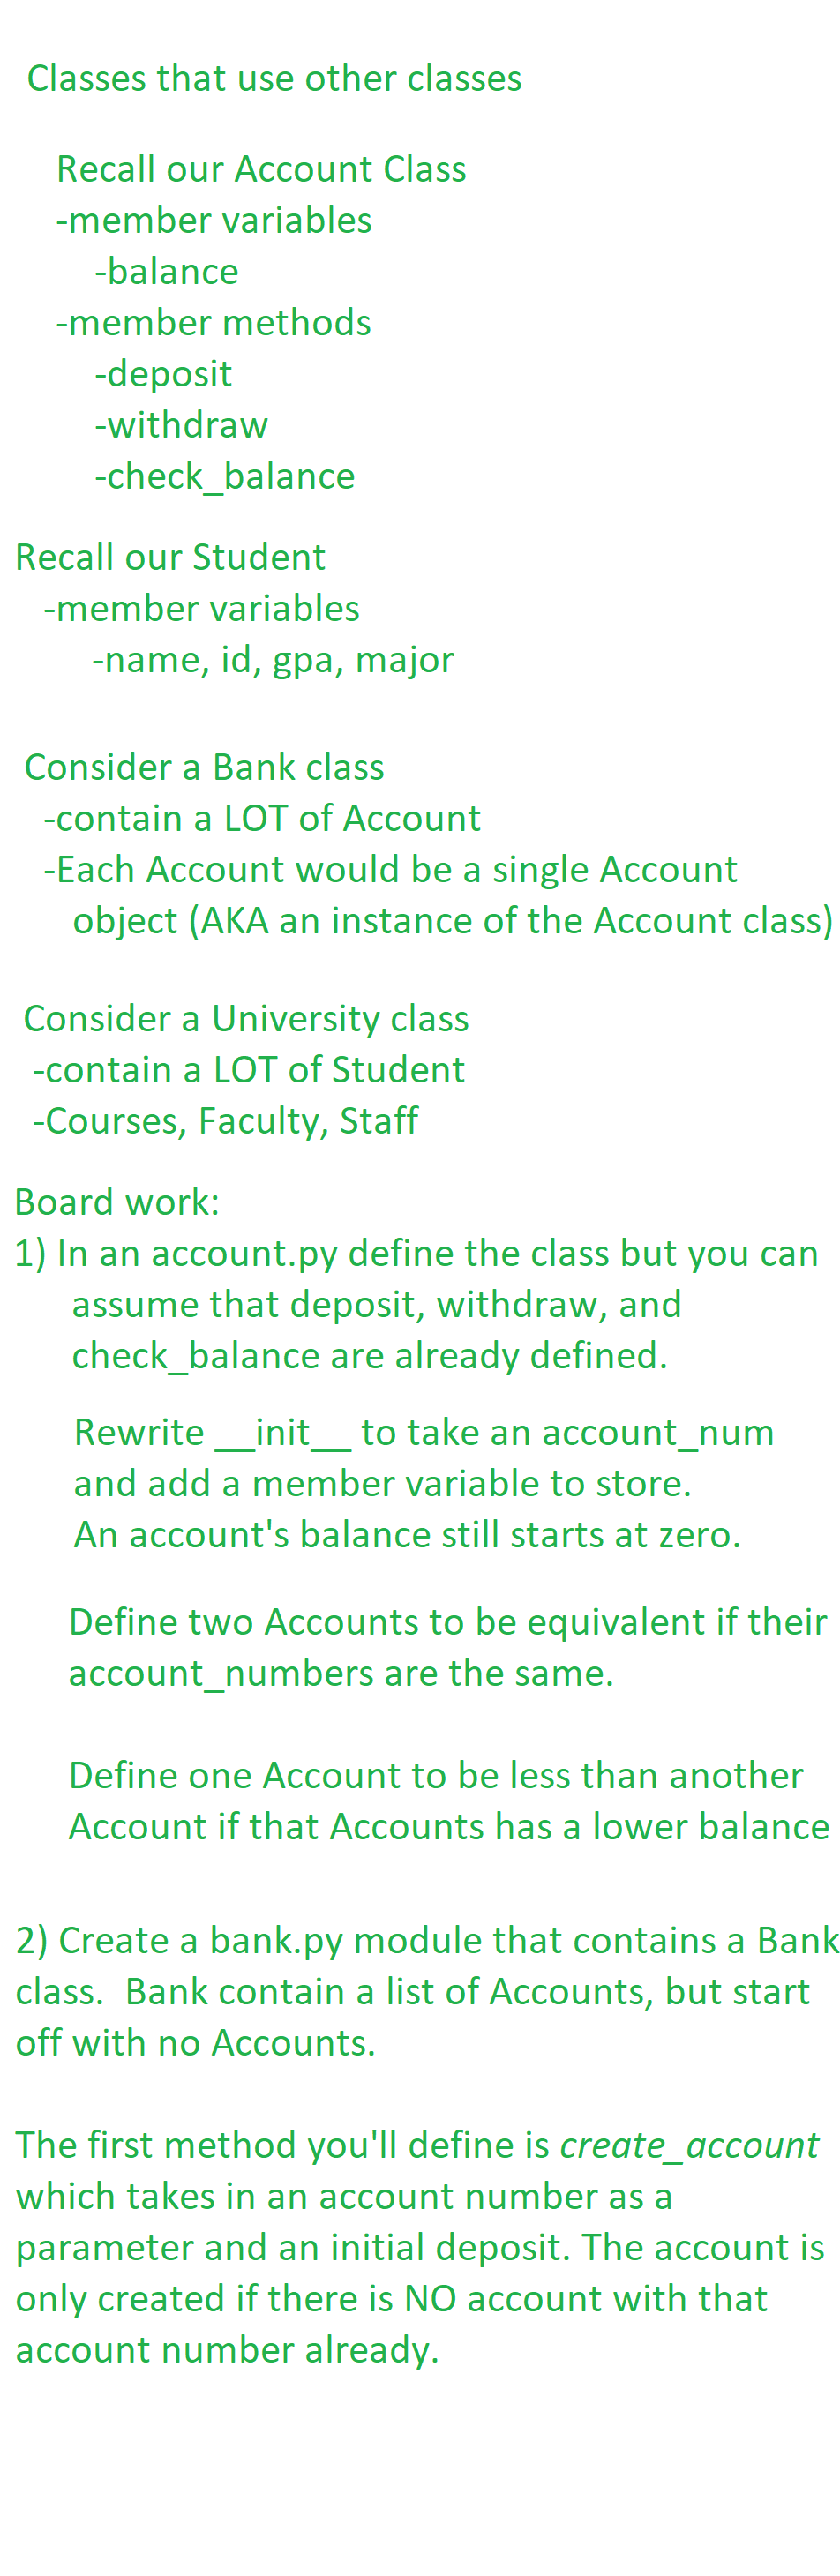 Classes that use other classes
Recall our Account Class
-member variables
-balance
-member methods
-deposit
-withdraw
-check_balance
Recall our Student
-member variables
-name, id, gpa, major
Consider a Bank class
-contain a LOT of Account
-Each Account would be a single Account
object (AKA an instance of the Account class)
Consider a University class
-contain a LOT of Student
-Courses, Faculty, Staff
Board work:
1) In an account.py define the class but you can
assume that deposit, withdraw, and
check_balance are already defined.
Rewrite __init__ to take an account_num
and add a member variable to store.
An account's balance still starts at zero.
Define two Accounts to be equivalent if their
account_numbers are the same.
Define one Account to be less than another
Account if that Accounts has a lower balance
2) Create a bank.py module that contains a Bank
class.  Bank contain a list of Accounts, but start
off with no Accounts.
The first method you'll define is create_account
which takes in an account number as a
parameter and an initial deposit. The account is
only created if there is NO account with that
account number already.